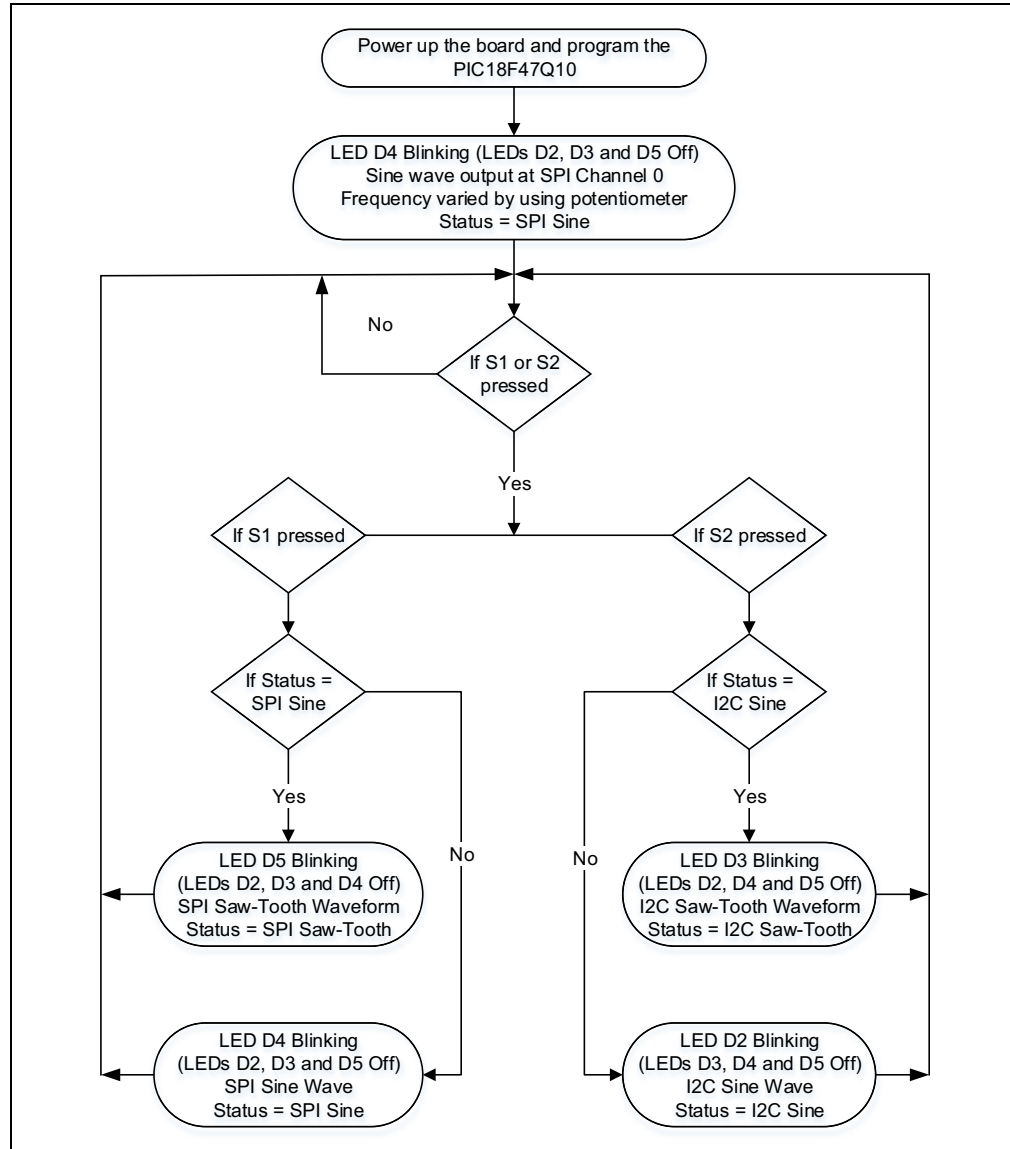 Power up the board and program the
PIC18F47Q10
LED D4 Blinking (LEDs D2, D3 and D5 Off)
Sine wave output at SPI Channel 0
Frequency varied by using potentiometer
Status = SPI Sine
No
If S1 or S2
pressed
Yes
If S1 pressed
If S2 pressed
If Status =
SPI Sine
If Status =
I2C Sine
Yes
Yes
No
No
LED D5 Blinking
(LEDs D2, D3 and D4 Off)
SPI Saw-Tooth Waveform
Status = SPI Saw-Tooth
LED D3 Blinking
(LEDs D2, D4 and D5 Off)
I2C Saw-Tooth Waveform
Status = I2C Saw-Tooth
LED D4 Blinking
(LEDs D2, D3 and D5 Off)
SPI Sine Wave
Status = SPI Sine
LED D2 Blinking
(LEDs D3, D4 and D5 Off)
I2C Sine Wave
Status = I2C Sine